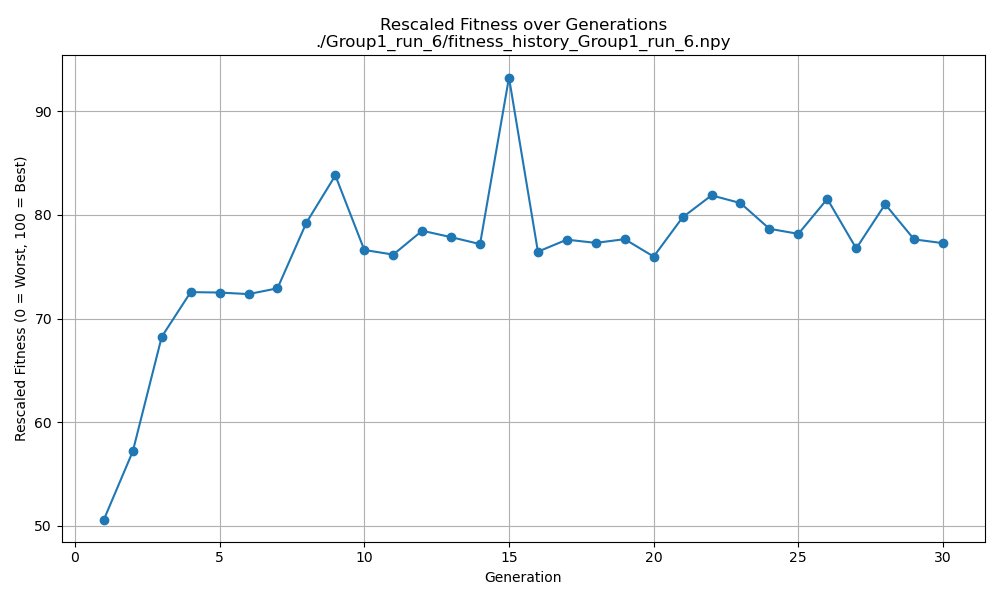 Rescaled Fitness over Generations
./Group1_run_6/fitness_history_Group1_run_6.npy
Rescaled Fitness (0 = Worst, 100 = Best)
90
80
70
60
50
0 5 10 15 20 25 30
Generation